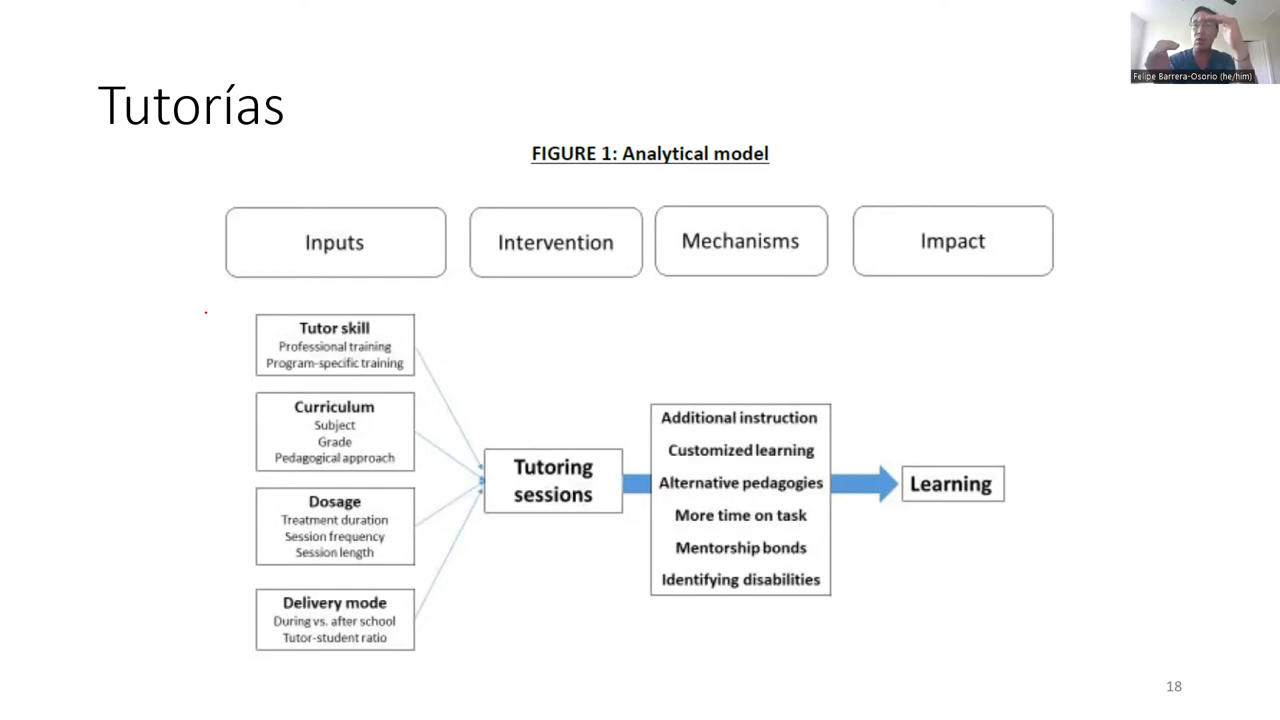 Felipe Barrera-Osorio (he/him)
Tutorías
FIGURE 1: Analytical model
Inputs
Intervention
Mechanisms
Impact
Tutor skill
Professional training
Program-specific training
Curriculum
Subject
Grade
Pedagogical approach
Dosage
Treatment duration
Session frequency
Session length
Delivery mode
During vs. after school
Tutor-student ratio
Tutoring
sessions
Additional instruction
Customized learning
Alternative pedagogies
More time on task
Mentorship bonds
Identifying disabilities
Learning
18